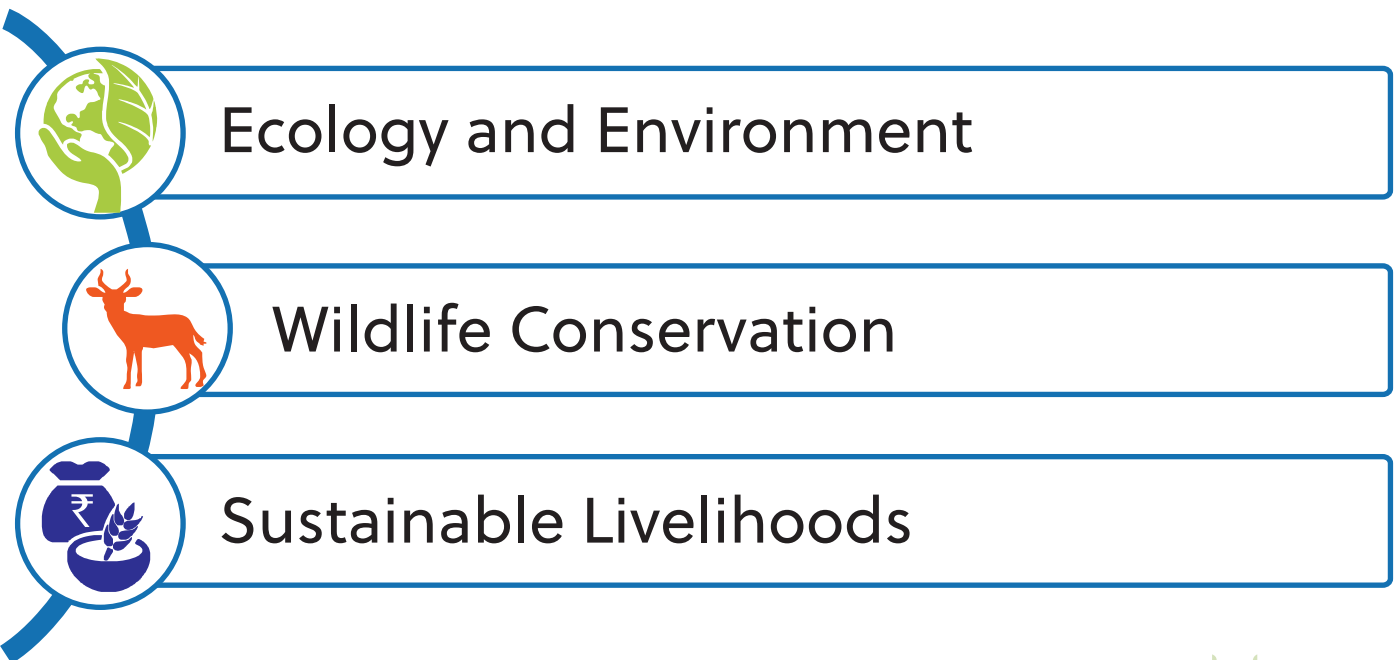 Ecology and Environment
Wildlife Conservation
₹
Sustainable Livelihoods